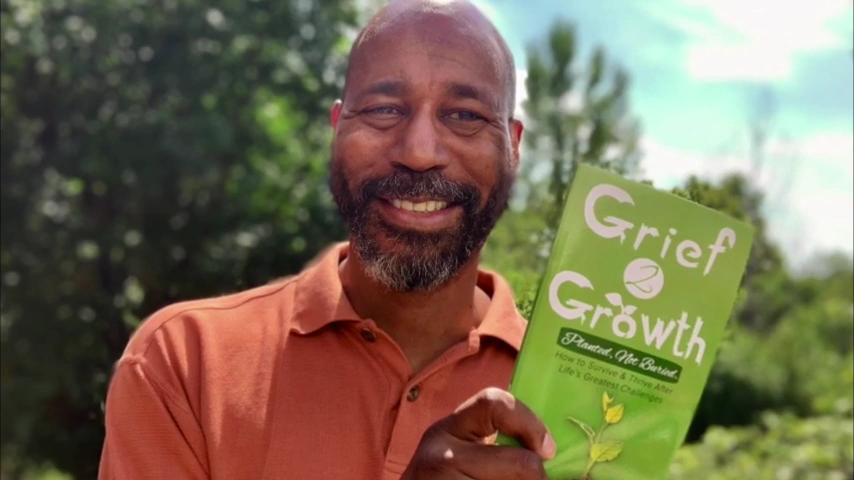 Grief
2
Growth
Planted, Not Buried.
How to Survive & Thrive After
Life's Greatest Challenges